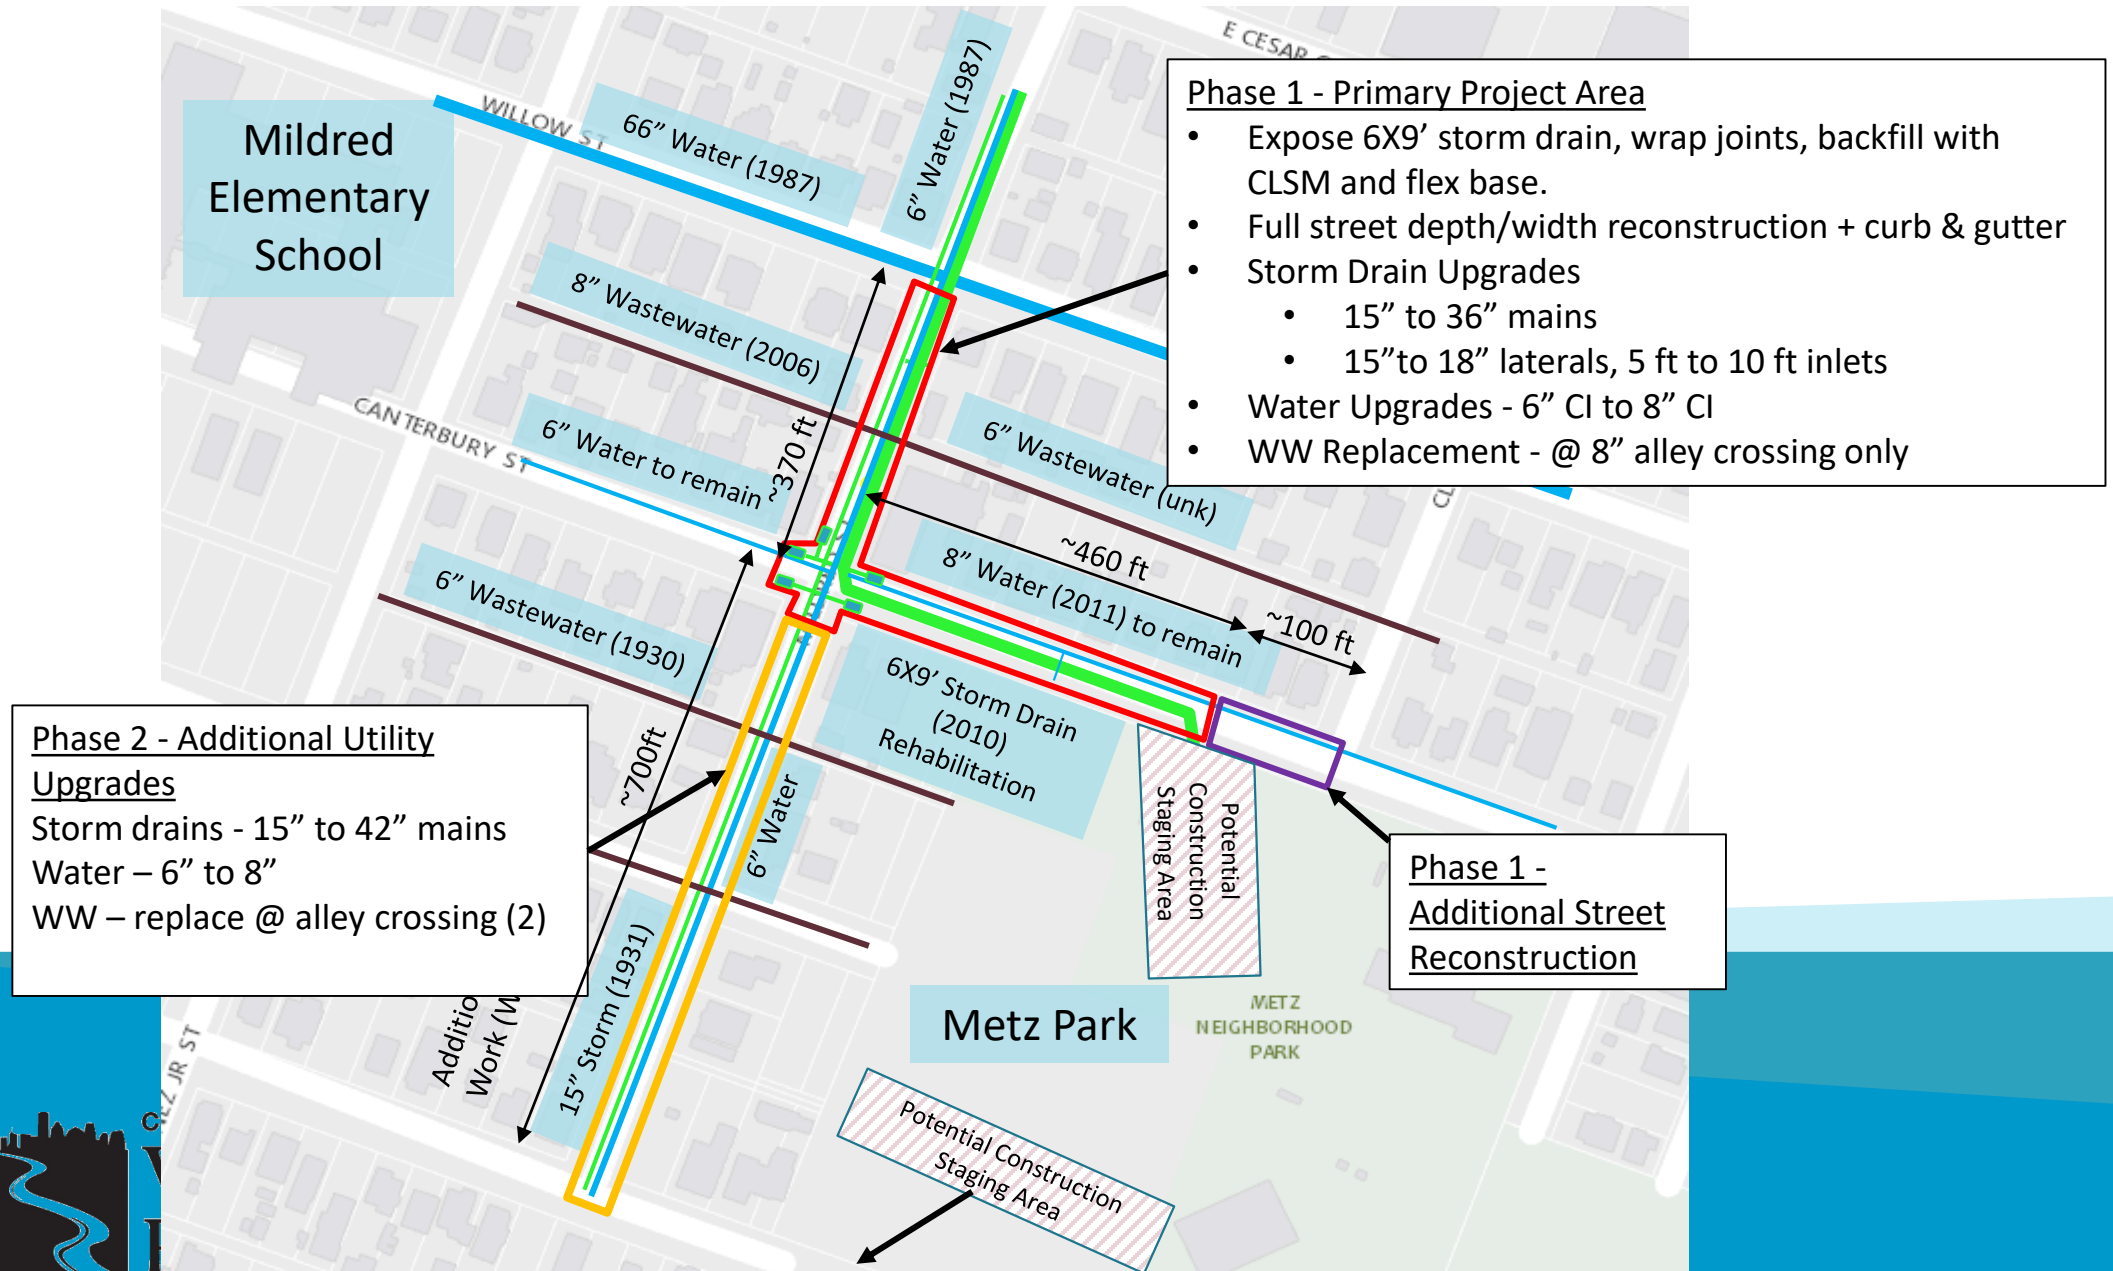 E CESAR
WILLOW ST
66” Water (1987)
6” Water (1987)
Mildred
Elementary
School
Phase 1 - Primary Project Area
• Expose 6X9’ storm drain, wrap joints, backfill with
CLSM and flex base.
• Full street depth/width reconstruction + curb & gutter
• Storm Drain Upgrades
• 15” to 36” mains
• 15”to 18” laterals, 5 ft to 10 ft inlets
• Water Upgrades - 6” CI to 8” CI
• WW Replacement - @ 8” alley crossing only
8” Wastewater (2006)
CANTERBURY ST
6” Water to remain
~370 ft
6” Wastewater (unk)
CL
~460 ft
8” Water (2011) to remain
~100 ft
6” Wastewater (1930)
6X9’ Storm Drain
(2010)
Rehabilitation
~700ft
6” Water
Phase 2 - Additional Utility
Upgrades
Storm drains - 15” to 42” mains
Water – 6” to 8”
WW – replace @ alley crossing (2)
Potential
Construction
Staging Area
Phase 1 -
Additional Street
Reconstruction
Additio
Work (W
15” Storm (1931)
Metz Park
METZ
NEIGHBORHOOD
PARK
Potential Construction
Staging Area
EZ JR ST